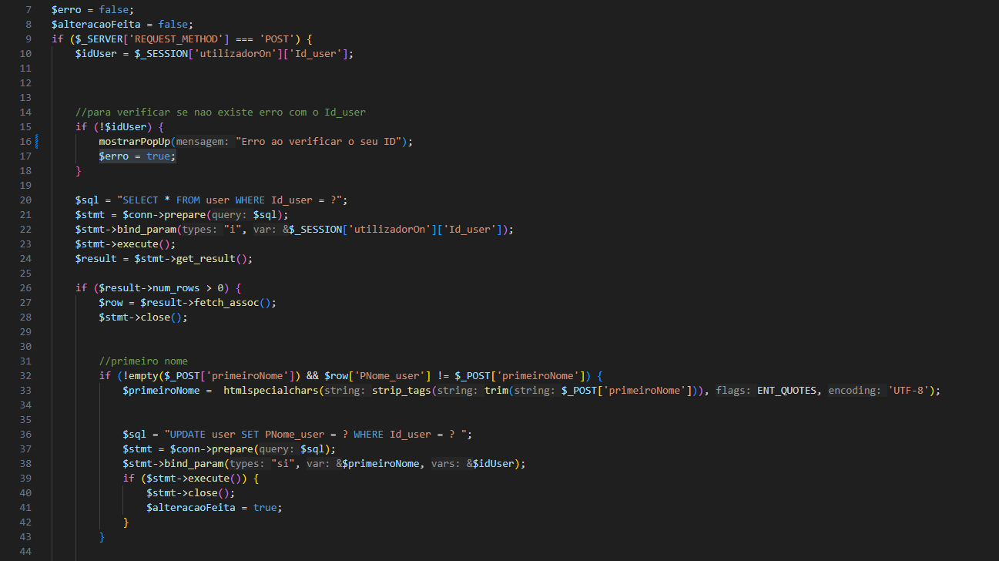 7 $erro = false;
8 $alteracaoFeita = false;
9 if ($_SERVER['REQUEST_METHOD'] === 'POST') {
10 $idUser = $_SESSION['utilizadorOn']['Id_user'];
11
12
13
14 //para verificar se nao existe erro com o Id_user
15 if (!$idUser) {
16 mostrarPopUp(mensagem: "Erro ao verificar o seu ID");
17 $erro = true;
18 }
19
20 $sql = "SELECT * FROM user WHERE Id_user = ?";
21 $stmt = $conn->prepare(query: $sql);
22 $stmt->bind_param(types: "i", var: &$_SESSION['utilizadorOn']['Id_user']);
23 $stmt->execute();
24 $result = $stmt->get_result();
25
26 if ($result->num_rows > 0) {
27 $row = $result->fetch_assoc();
28 $stmt->close();
29
30
31 //primeiro nome
32 if (!empty($_POST['primeiroNome']) && $row['PNome_user'] != $_POST['primeiroNome']) {
33 $primeiroNome =  htmlspecialchars(string: strip_tags(string: trim(string: $_POST['primeiroNome'])), flags: ENT_QUOTES, encoding: 'UTF-8');
34
35
36 $sql = "UPDATE user SET PNome_user = ? WHERE Id_user = ? ";
37 $stmt = $conn->prepare(query: $sql);
38 $stmt->bind_param(types: "si", var: &$primeiroNome, vars: &$idUser);
39 if ($stmt->execute()) {
40 $stmt->close();
41 $alteracaoFeita = true;
42 }
43 }
44